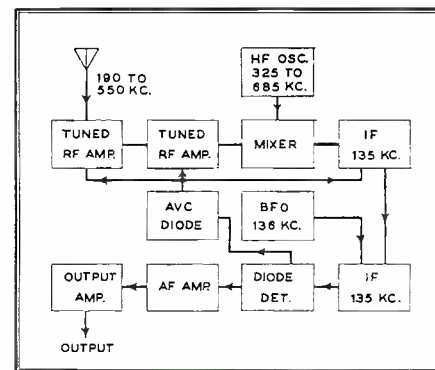 190 TO
550 KC.
HF OSC.
325 TO
685 KC.
TUNED
RF AMP.
TUNED
RF AMP.
MIXER
IF
135 KC.
AVC
DIODE
BFO
136 KC.
OUTPUT
AMP.
AF AMP.
DIODE
DET.
IF
135 KC.
OUTPUT